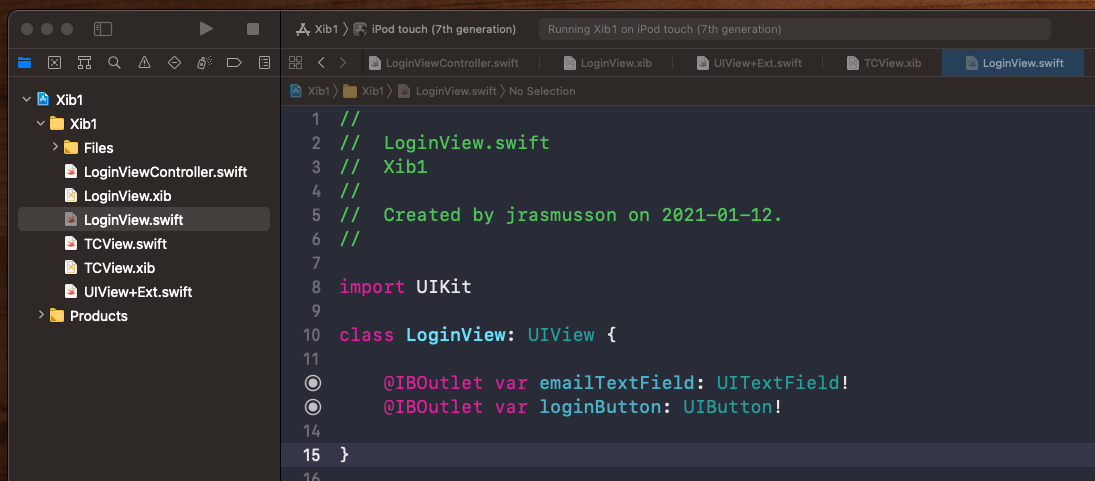 Xib1 〉 iPod touch (7th generation)
Running Xib1 on iPod touch (7th generation)
LoginViewController.swift
LoginView.xib
UIView+Ext.swift
TCView.xib
LoginView.swift
Xib1 〉 Xib1 〉 LoginView.swift 〉 No Selection
Xib1
Xib1
Files
LoginViewController.swift
LoginView.xib
LoginView.swift
TCView.swift
TCView.xib
UIView+Ext.swift
Products
1 //
2 //  LoginView.swift
3 //  Xib1
4 //
5 //  Created by jrasmusson on 2021-01-12.
6 //
7
8 import UIKit
9
10 class LoginView: UIView {
11
@IBOutlet var emailTextField: UITextField!
@IBOutlet var loginButton: UIButton!
14
15 }
16